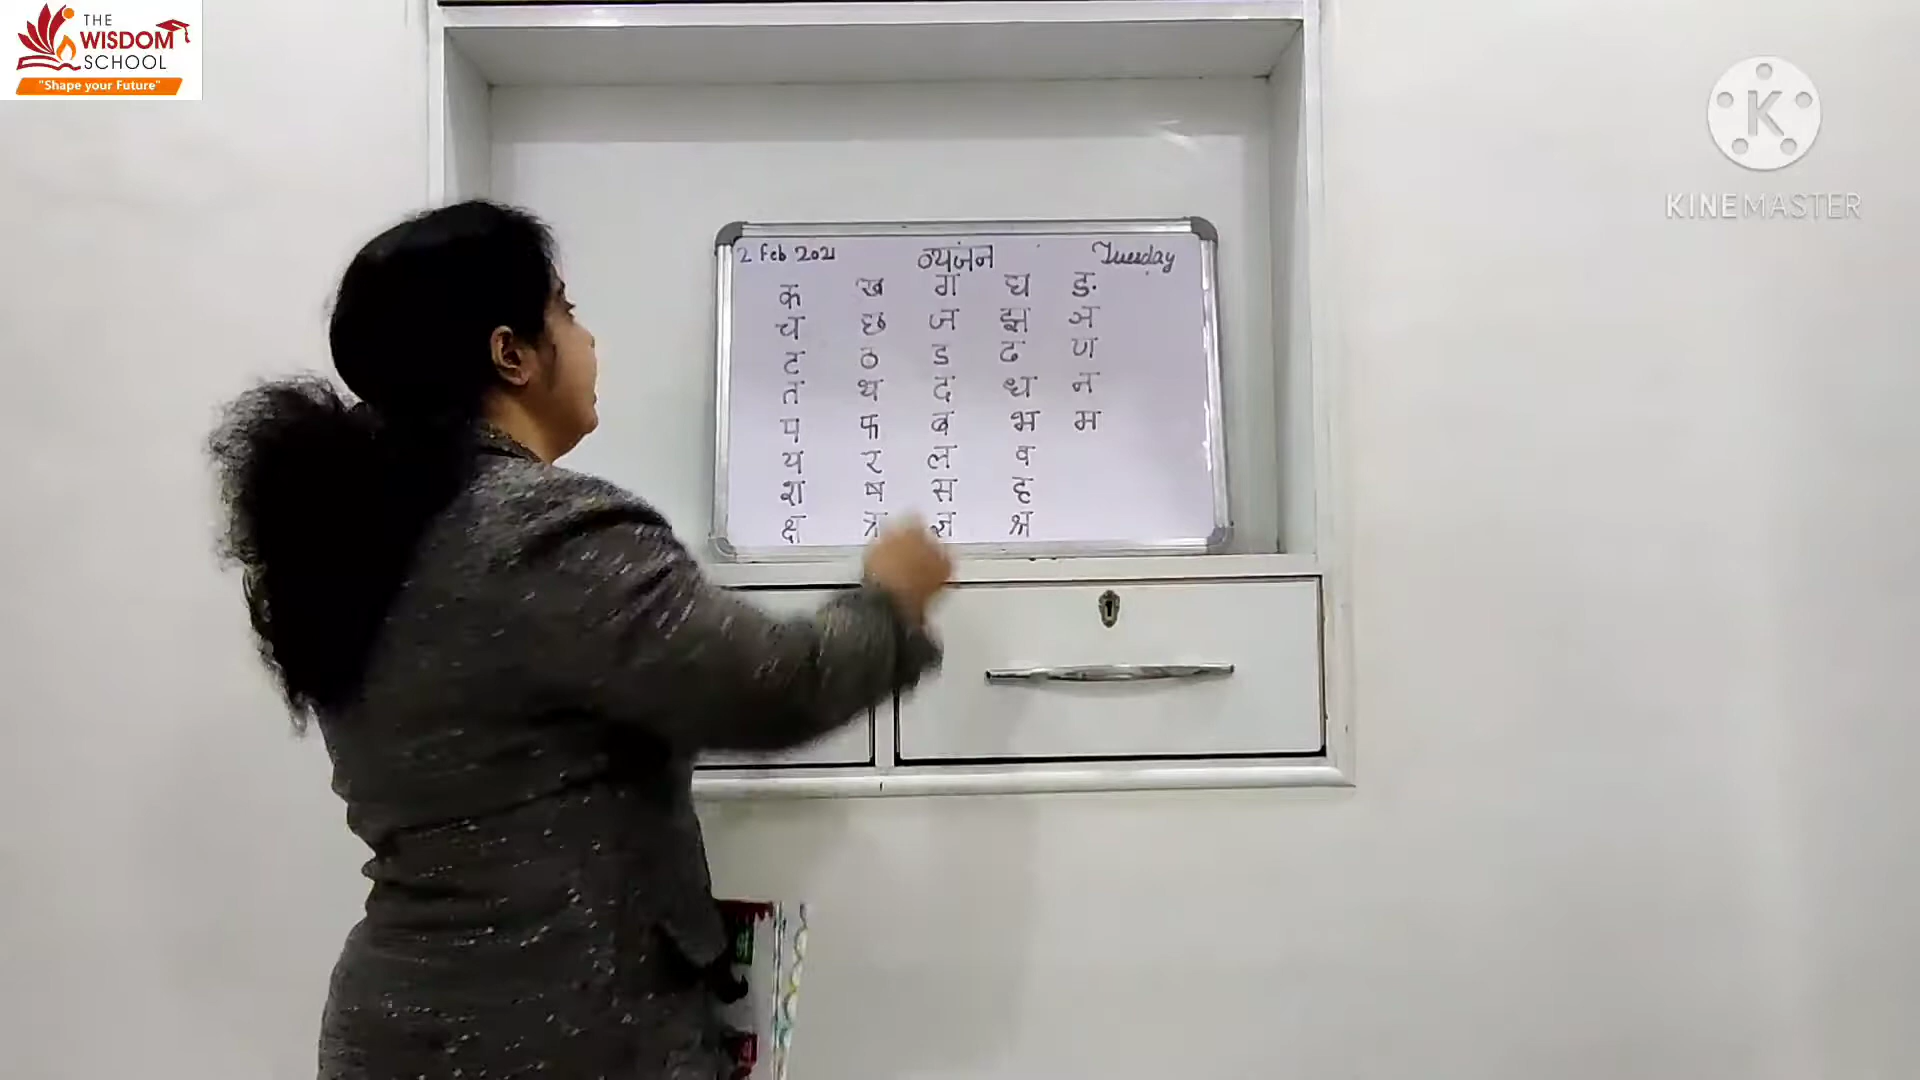 THE
WISDOM
SCHOOL
"Shape your Future"
K
KINEMASTER
2 Feb 2021 व्यंजन Tuesday
क ख ग घ ङ
च छ ज झ ञ
ट ठ ड ढ ण
त थ द ध न
प फ ब भ म
य र ल व
श ष स ह
क्ष त्र ज्ञ श्र